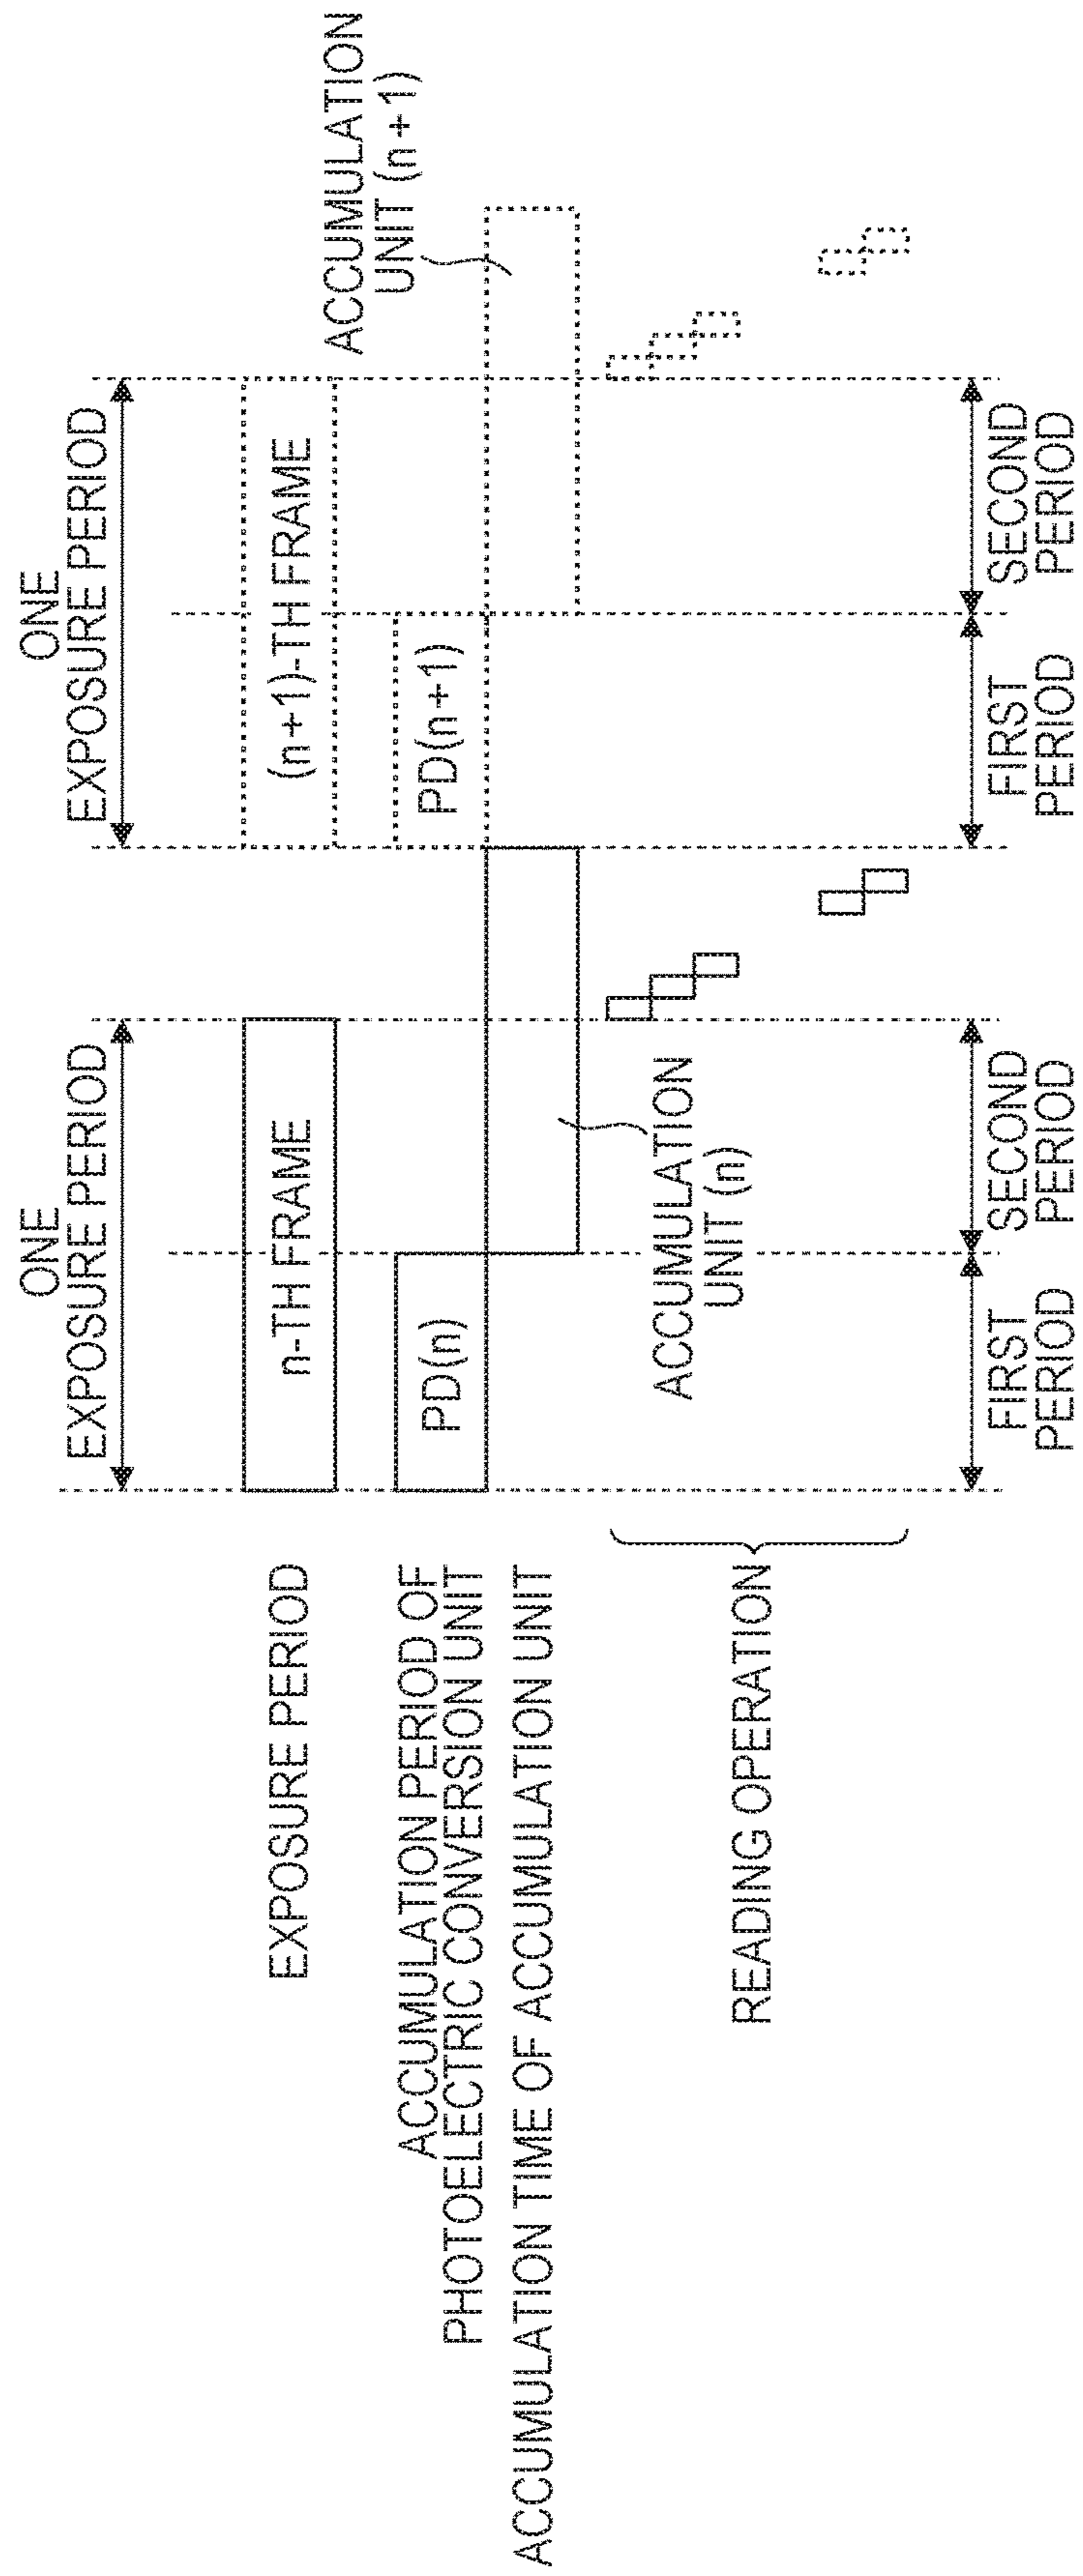 ONE
EXPOSURE PERIOD
ONE
EXPOSURE PERIOD
EXPOSURE PERIOD
n-TH FRAME
(n+1)-TH FRAME
ACCUMULATION
UNIT (n+1)
ACCUMULATION PERIOD OF
PHOTOELECTRIC CONVERSION UNIT
PD(n)
PD(n+1)
ACCUMULATION TIME OF ACCUMULATION UNIT
ACCUMULATION
UNIT (n)
READING OPERATION
FIRST
PERIOD
SECOND
PERIOD
FIRST
PERIOD
SECOND
PERIOD